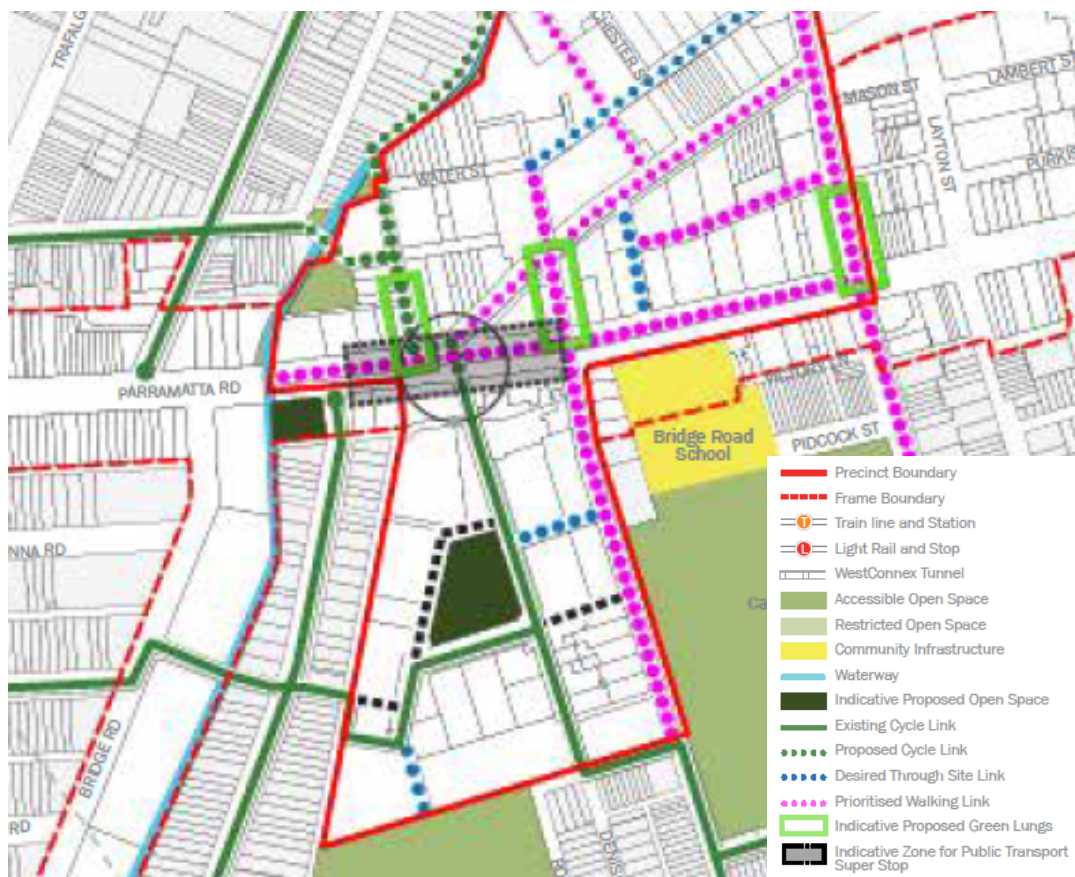 TRAFALG
CHESTER ST
LAMBERT ST
MASON ST
LAYTON ST
PURKIS
WATER ST
PARRAMATTA RD
PIDCOCK ST
Bridge Road
School
NNA RD
BRIDGE RD
RD
Ca
DENIS
Precinct Boundary
Frame Boundary
T
Train line and Station
L
Light Rail and Stop
WestConnex Tunnel
Accessible Open Space
Restricted Open Space
Community Infrastructure
Waterway
Indicative Proposed Open Space
Existing Cycle Link
Proposed Cycle Link
Desired Through Site Link
Prioritised Walking Link
Indicative Proposed Green Lungs
Indicative Zone for Public Transport
Super Stop